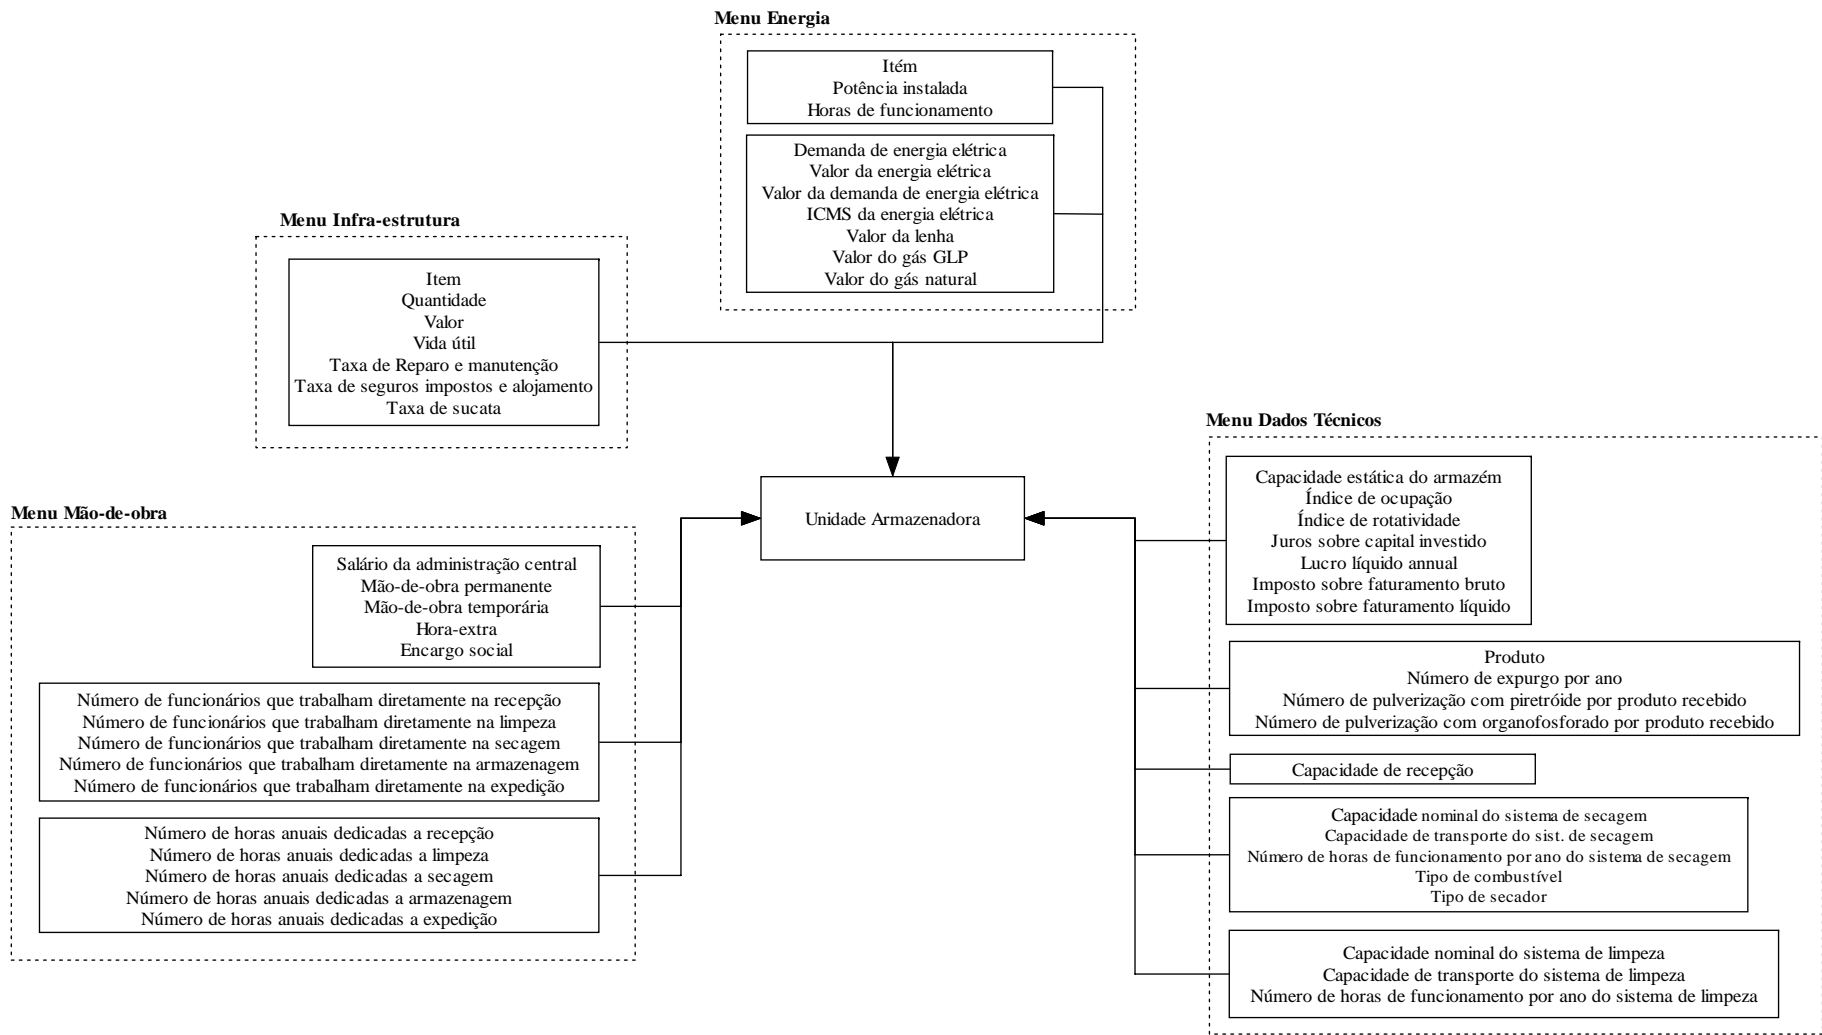 Menu Energia
Itém
Potência instalada
Horas de funcionamento
Demanda de energia elétrica
Valor da energia elétrica
Valor da demanda de energia elétrica
ICMS da energia elétrica
Valor da lenha
Valor do gás GLP
Valor do gás natural
Menu Infra-estrutura
Item
Quantidade
Valor
Vida útil
Taxa de Reparo e manutenção
Taxa de seguros impostos e alojamento
Taxa de sucata
Unidade Armazenadora
Menu Mão-de-obra
Salário da administração central
Mão-de-obra permanente
Mão-de-obra temporária
Hora-extra
Encargo social
Número de funcionários que trabalham diretamente na recepção
Número de funcionários que trabalham diretamente na limpeza
Número de funcionários que trabalham diretamente na secagem
Número de funcionários que trabalham diretamente na armazenagem
Número de funcionários que trabalham diretamente na expedição
Número de horas anuais dedicadas a recepção
Número de horas anuais dedicadas a limpeza
Número de horas anuais dedicadas a secagem
Número de horas anuais dedicadas a armazenagem
Número de horas anuais dedicadas a expedição
Menu Dados Técnicos
Capacidade estática do armazém
Índice de ocupação
Índice de rotatividade
Juros sobre capital investido
Lucro líquido annual
Imposto sobre faturamento bruto
Imposto sobre faturamento líquido
Produto
Número de expurgo por ano
Número de pulverização com piretróide por produto recebido
Número de pulverização com organofosforado por produto recebido
Capacidade de recepção
Capacidade nominal do sistema de secagem
Capacidade de transporte do sist. de secagem
Número de horas de funcionamento por ano do sistema de secagem
Tipo de combustível
Tipo de secador
Capacidade nominal do sistema de limpeza
Capacidade de transporte do sistema de limpeza
Número de horas de funcionamento por ano do sistema de limpeza